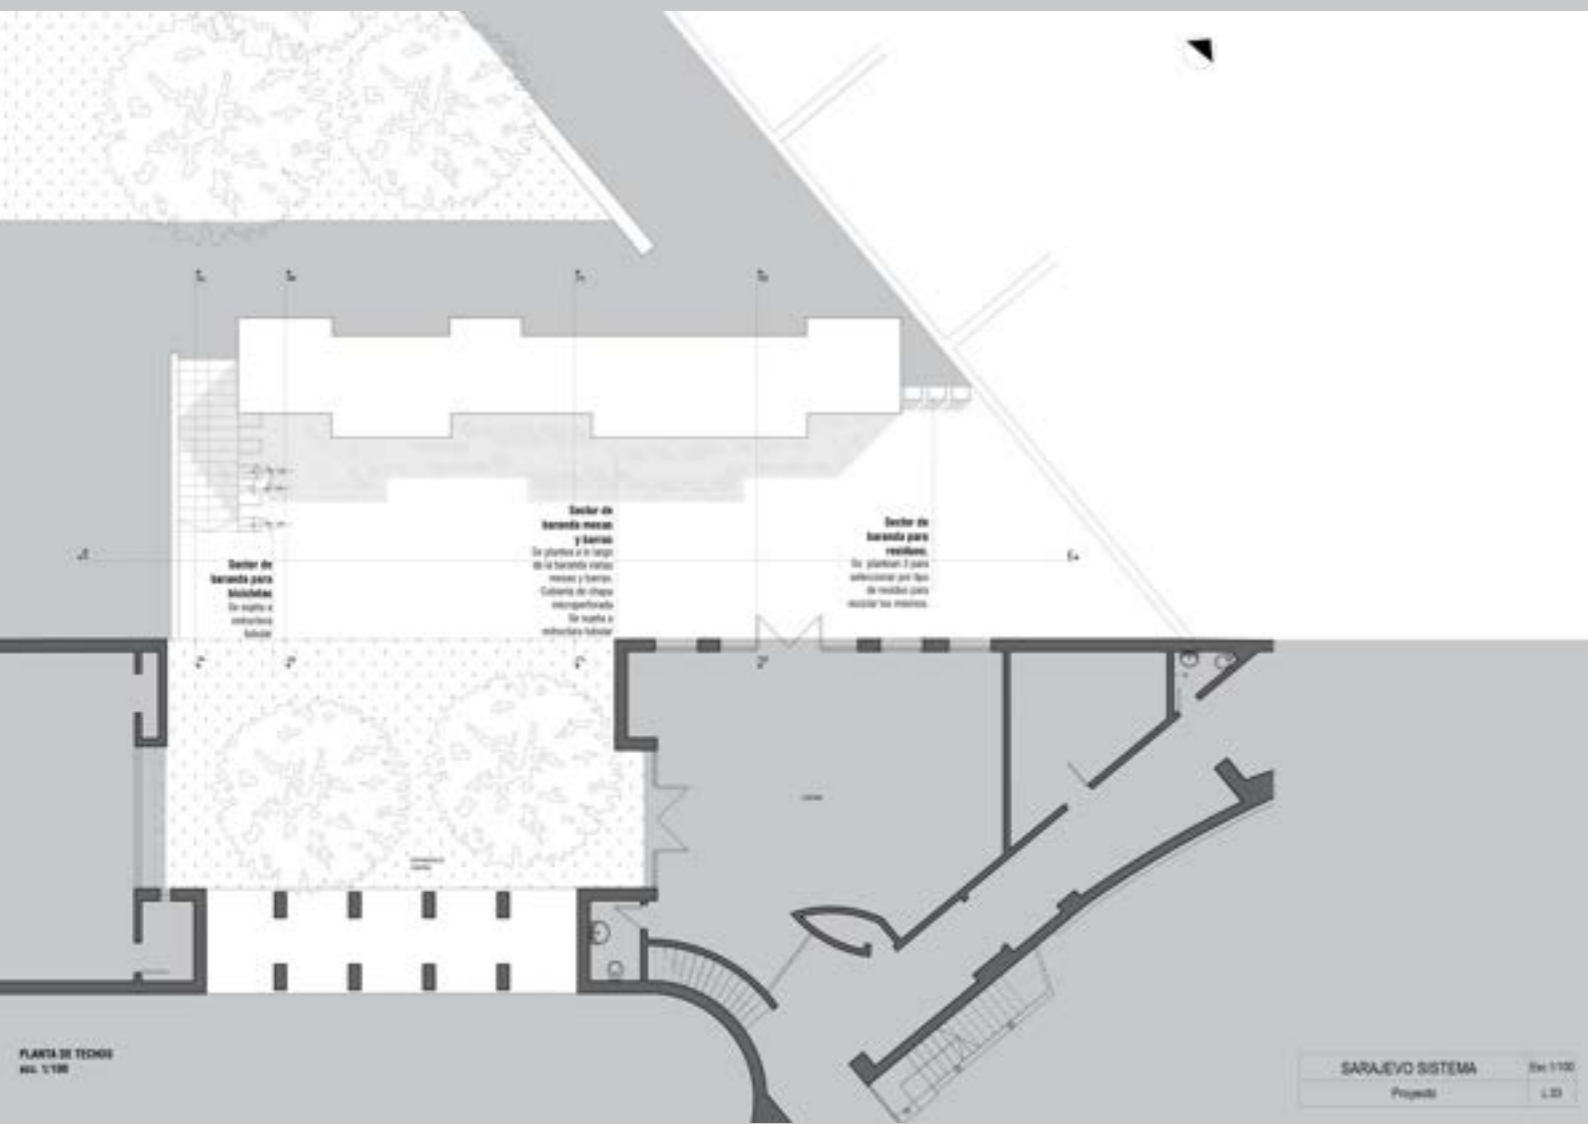 Sector de
baranda mesas
y barras
Se plantea a lo largo
de la baranda varias
mesas y barras.
Cubierta de chapa
microperforada
Se sujeta a
estructura tubular
Sector de
baranda para
residuos.
Se plantean 3 para
seleccionar por tipo
de residuo para
reciclar los mismos.
Sector de
baranda para
bicicletas
Se sujeta a
estructura
tubular
PLANTA DE TECHOS
esc. 1:100
SARAJEVO SISTEMA
Esc 1:100
Proyecto
L.03